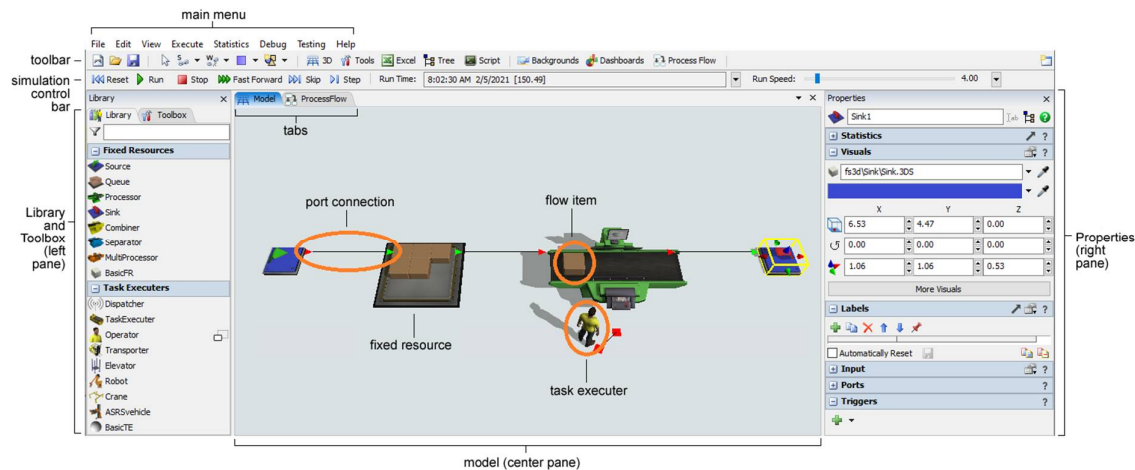 main menu
File Edit View Execute Statistics Debug Testing Help
toolbar
3D Tools Excel Tree Script Backgrounds Dashboards Process Flow
simulation
control
bar
Reset Run Stop Fast Forward Skip Step Run Time: 8:02:30 AM 2/5/2021 [150.49] Run Speed: 4.00
Library
Library Toolbox
Fixed Resources
Source
Queue
Processor
Sink
Combiner
Separator
MultiProcessor
BasicFR
Task Executers
Dispatcher
TaskExecuter
Operator
Transporter
Elevator
Robot
Crane
ASRSvehicle
BasicTE
Library
and
Toolbox
(left
pane)
Model ProcessFlow
tabs
port connection
flow item
fixed resource
task executer
model (center pane)
Properties
Sink1
Statistics
Visuals
fs3d\Sink\Sink.3DS
X Y Z
6.53 4.47 0.00
0.00 0.00 0.00
1.06 1.06 0.53
More Visuals
Labels
Automatically Reset
Input
Ports
Triggers
Properties
(right
pane)